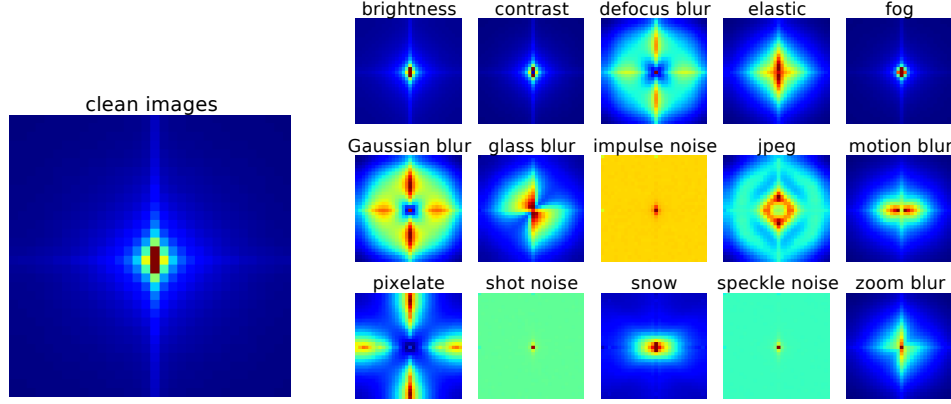 clean images
brightness contrast defocus blur elastic fog
Gaussian blur glass blur impulse noise jpeg motion blur
pixelate shot noise snow speckle noise zoom blur